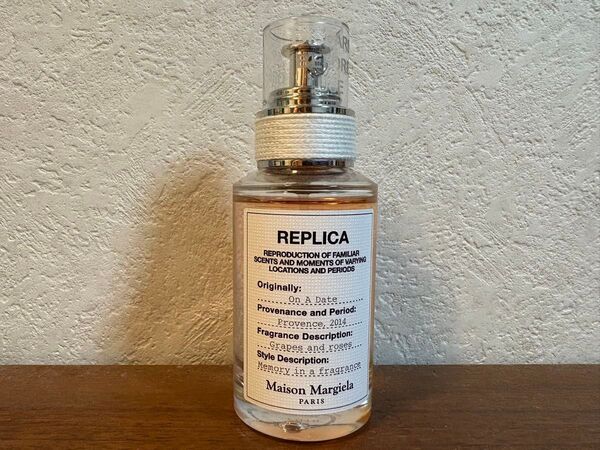 REPLICA
REPRODUCTION OF FAMILIAR
SCENTS AND MOMENTS OF VARYING
LOCATIONS AND PERIODS
Originally:
On A Date
Provenance and Period:
Provence, 2014
Fragrance Description:
Grapes and roses
Style Description:
Memory in a fragrance
Maison Margiela
PARIS